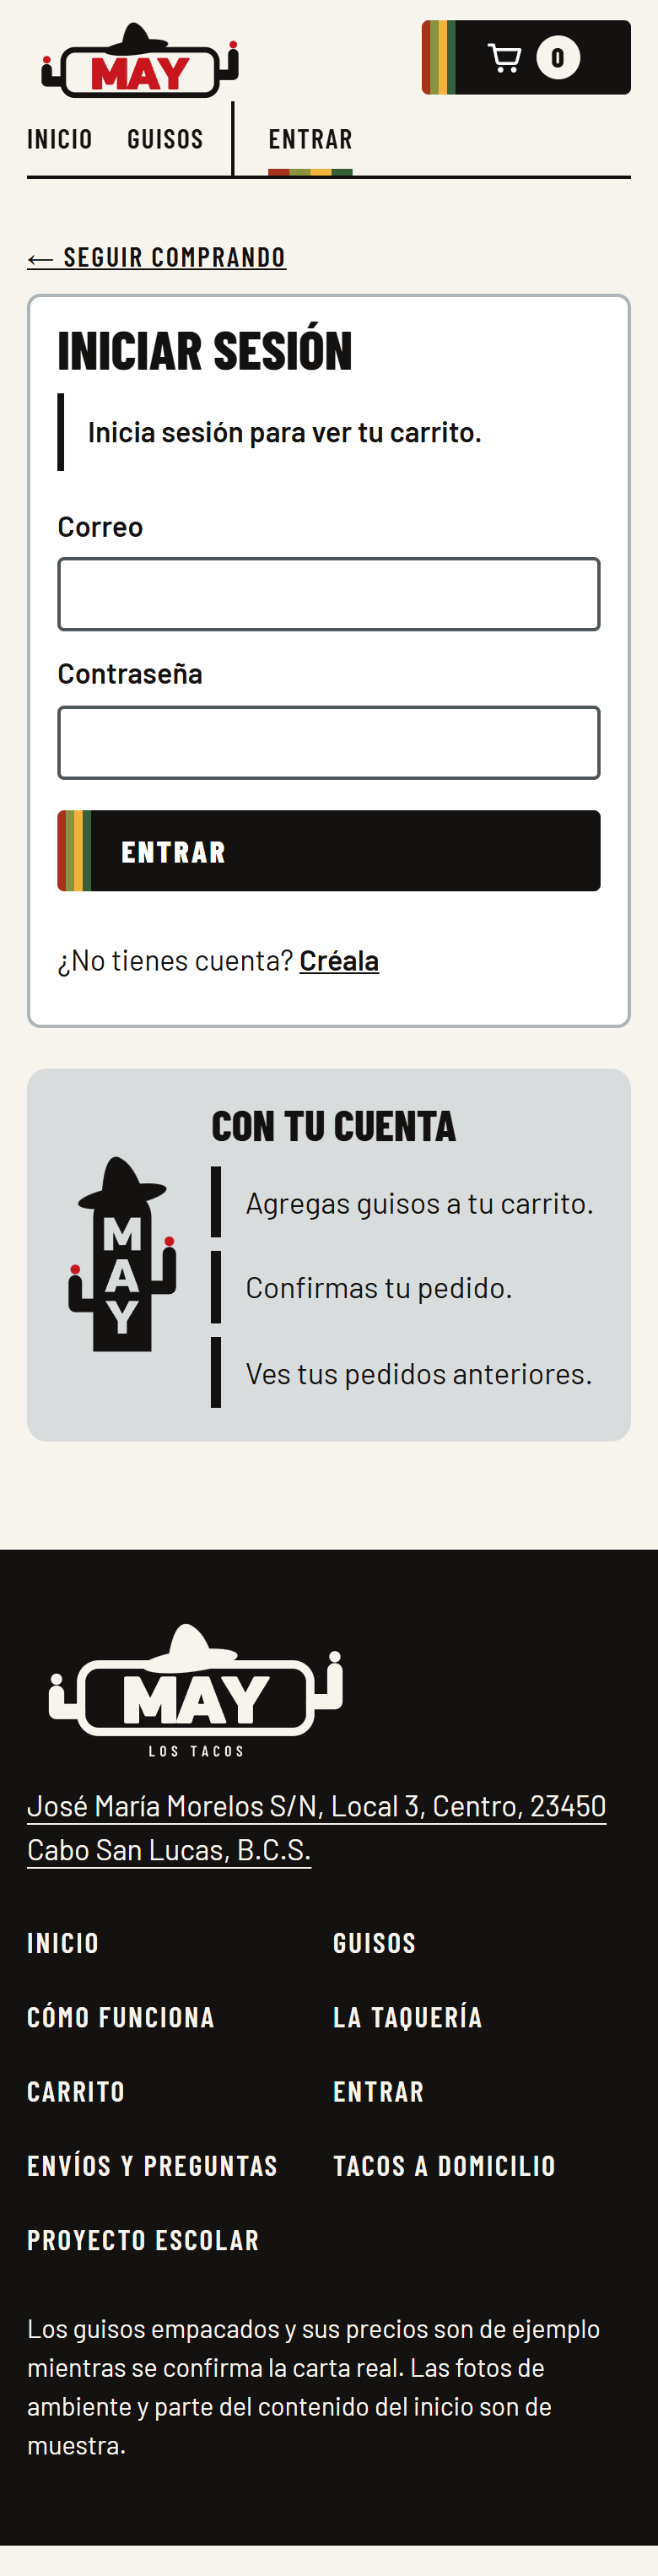 MAY
0
INICIO GUISOS ENTRAR
← SEGUIR COMPRANDO
INICIAR SESIÓN
Inicia sesión para ver tu carrito.
Correo
Contraseña
ENTRAR
¿No tienes cuenta? Créala
CON TU CUENTA
M
A
Y
Agregas guisos a tu carrito.
Confirmas tu pedido.
Ves tus pedidos anteriores.
MAY
LOS TACOS
José María Morelos S/N, Local 3, Centro, 23450
Cabo San Lucas, B.C.S.
INICIO GUISOS
CÓMO FUNCIONA LA TAQUERÍA
CARRITO ENTRAR
ENVÍOS Y PREGUNTAS TACOS A DOMICILIO
PROYECTO ESCOLAR
Los guisos empacados y sus precios son de ejemplo
mientras se confirma la carta real. Las fotos de
ambiente y parte del contenido del inicio son de
muestra.